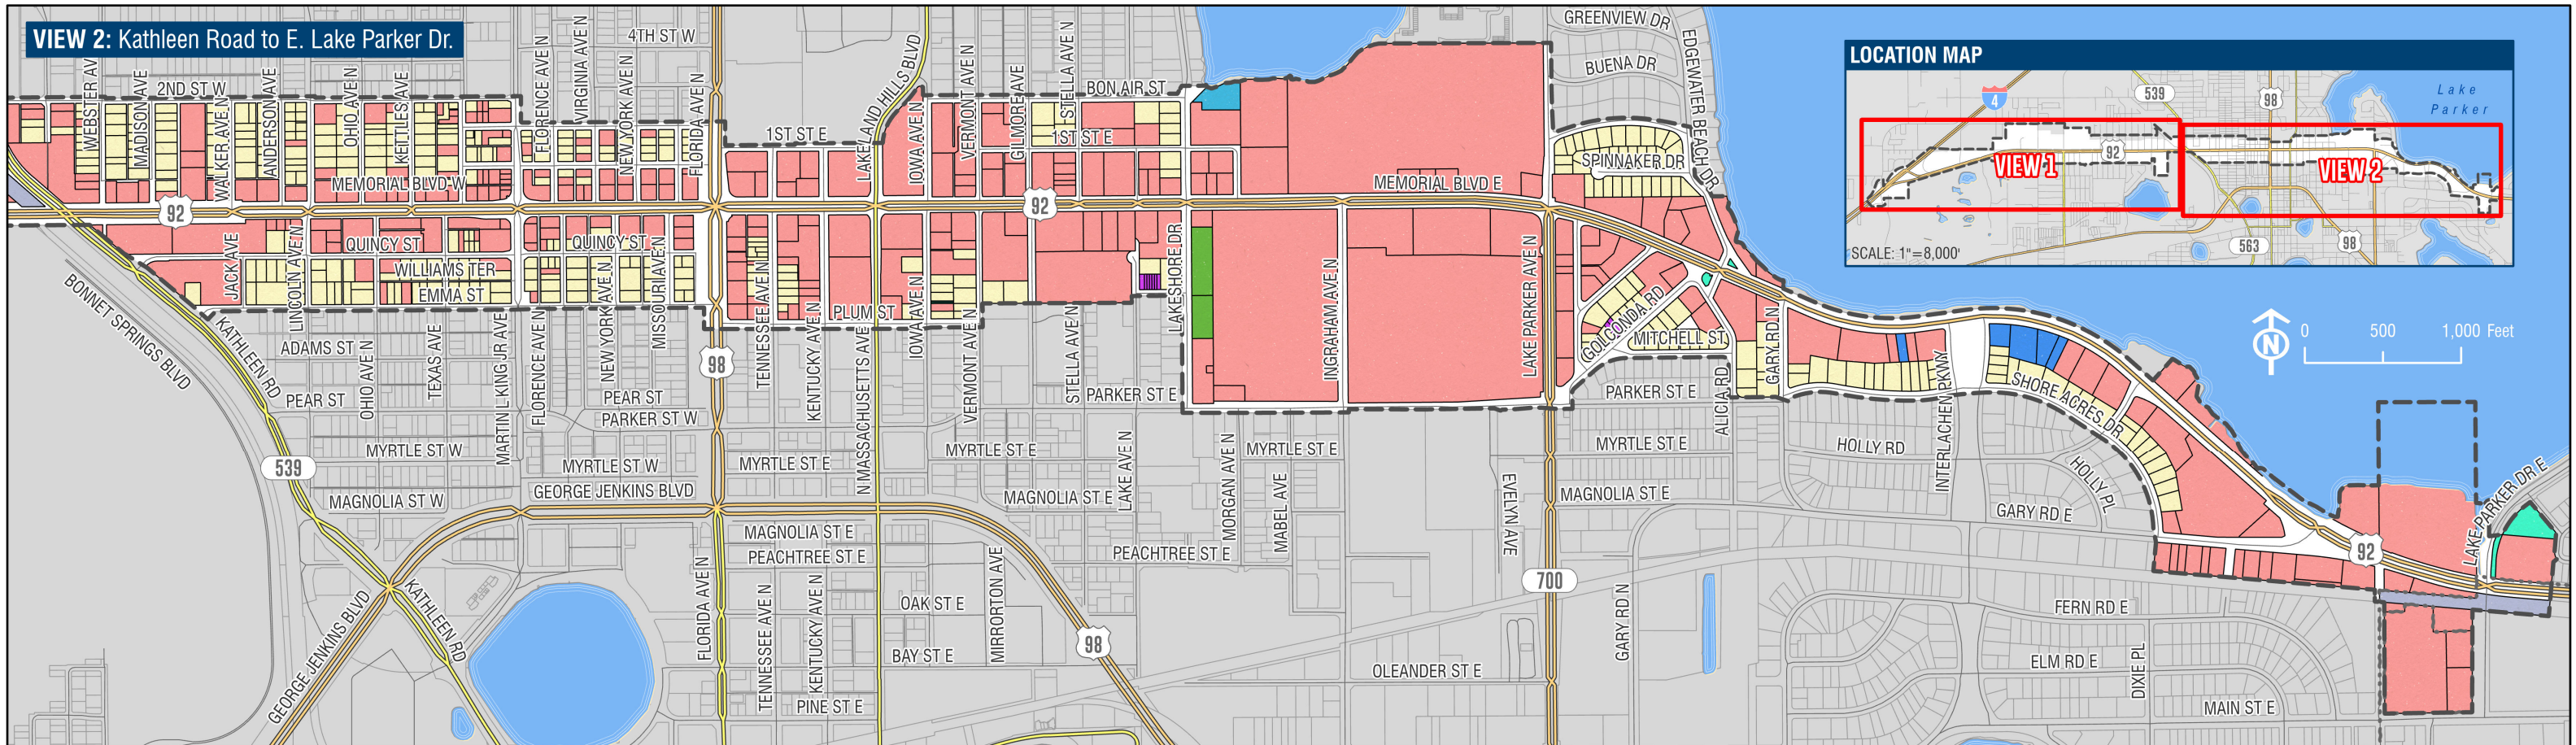 VIEW 2: Kathleen Road to E. Lake Parker Dr.
4TH ST W
VIRGINIA AVE N
FLORENCE AVE N
NEW YORK AVE N
FLORIDA AVE N
WEBSTER AV
MADISON AVE
2ND ST W
WALKER AVE N
ANDERSON AVE
OHIO AVE N
KETTLES AVE
LAKELAND HILLS BLVD
VERMONT AVE N
GILMORE AVE
STELLA AVE N
BON AIR ST
1ST ST E
1ST ST E
IOWA AVE N
GREENVIEW DR
BUENA DR
EDGEWATER BEACH DR
SPINNAKER DR
MEMORIAL BLVD W
MEMORIAL BLVD E
92
92
JACK AVE
LINCOLN AVE N
QUINCY ST
QUINCY ST
WILLIAMS TER
EMMA ST
NEW YORK AVE N
MISSOURI AVE N
TENNESSEE AVE N
KENTUCKY AVE N
PLUM ST
N MASSACHUSETTS AVE
IOWA AVE N
VERMONT AVE N
STELLA AVE N
LAKESHORE DR
INGRAHAM AVE N
LAKE PARKER AVE N
GOLCONDA RD
MITCHELL ST
GARY RD N
ALICIA RD
INTERLACHEN PKWY
SHORE ACRES DR
BONNET SPRINGS BLVD
KATHLEEN RD
ADAMS ST
OHIO AVE N
TEXAS AVE
MARTIN L KING JR AVE
FLORENCE AVE N
98
PEAR ST
PEAR ST
PARKER ST W
PARKER ST E
PARKER ST E
MYRTLE ST W
MYRTLE ST W
MYRTLE ST E
MYRTLE ST E
MYRTLE ST E
MYRTLE ST E
HOLLY RD
HOLLY PL
539
MAGNOLIA ST W
GEORGE JENKINS BLVD
MAGNOLIA ST E
LAKE AVE N
MORGAN AVE N
MABEL AVE
EVELYN AVE
MAGNOLIA ST E
GARY RD E
MAGNOLIA ST E
PEACHTREE ST E
PEACHTREE ST E
MIRRORTON AVE
GEORGE JENKINS BLVD
KATHLEEN RD
FLORIDA AVE N
TENNESSEE AVE N
KENTUCKY AVE N
OAK ST E
BAY ST E
PINE ST E
98
OLEANDER ST E
700
GARY RD N
FERN RD E
ELM RD E
DIXIE PL
MAIN ST E
92
LAKE PARKER DR E
LOCATION MAP
4
539
98
Lake
Parker
92
VIEW 1
VIEW 2
563
98
SCALE: 1"=8,000'
N
0 500 1,000 Feet